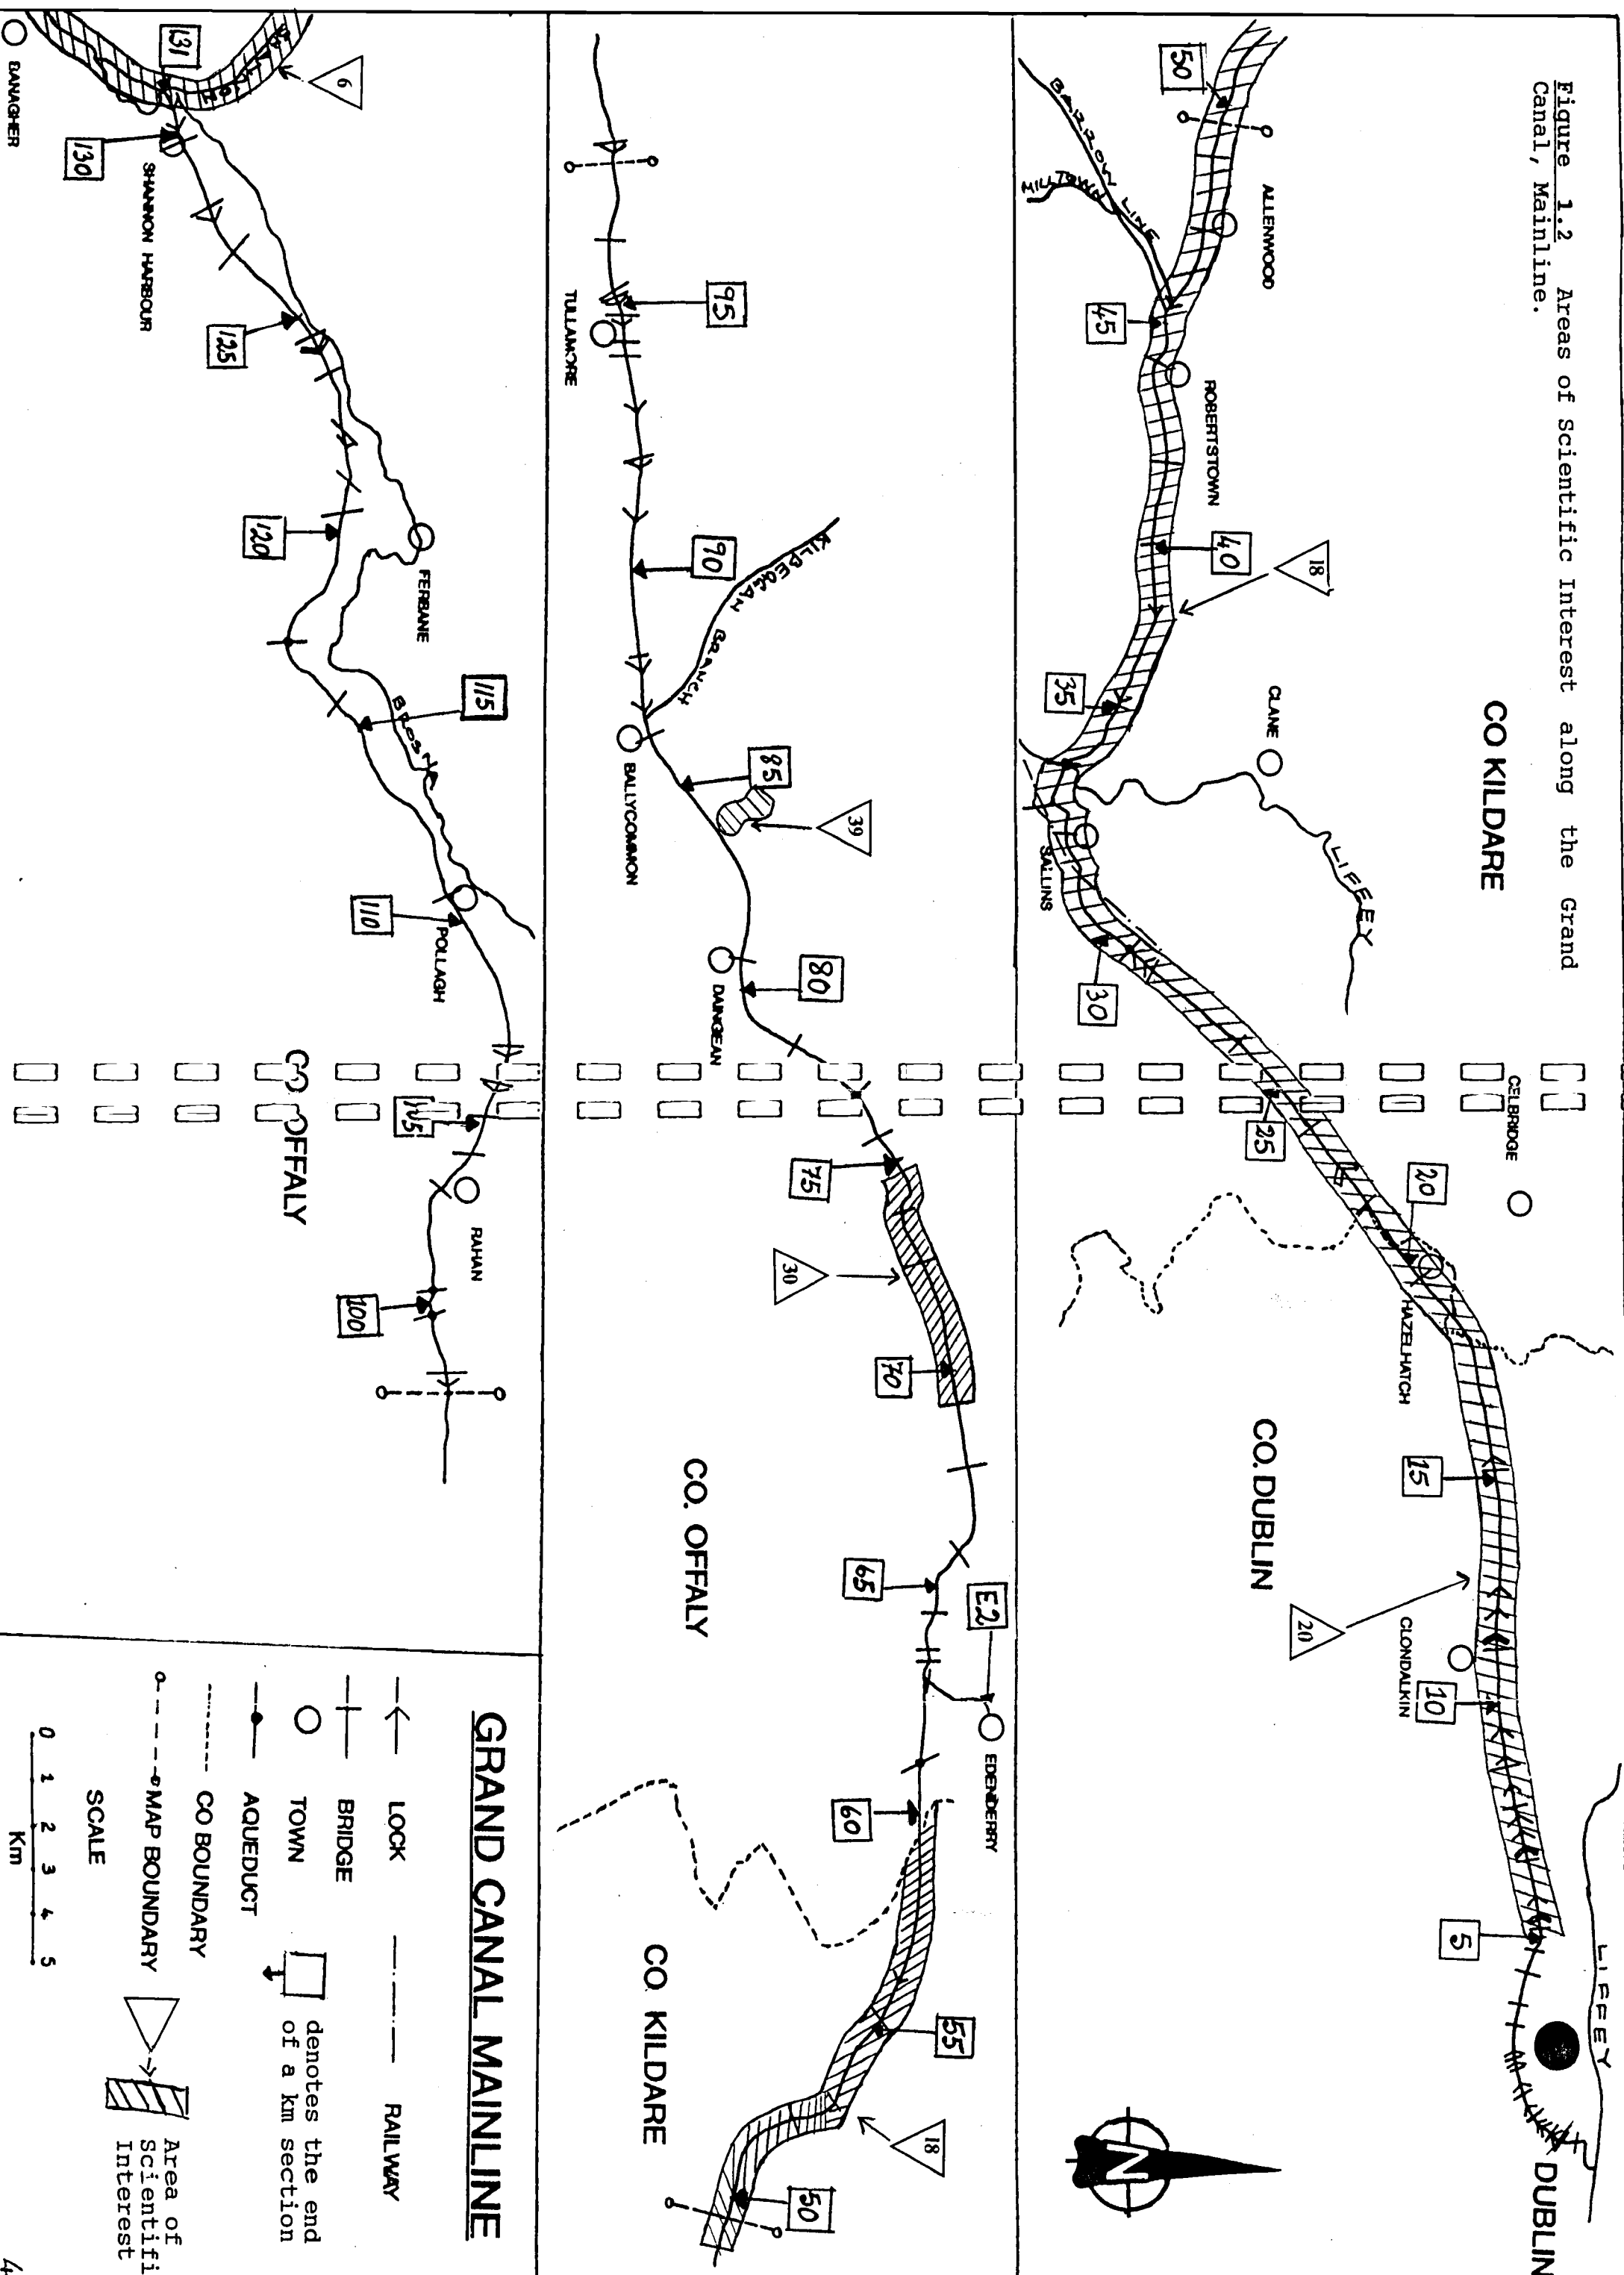 Figure 1.2 Areas of Scientific Interest along the Grand
Canal, Mainline.
CO KILDARE
LIFFEY
DUBLIN
CELBRIDGE
CLANE
LIFFEY
CO. DUBLIN
ALLENWOOD
ROBERTSTOWN
SALLINS
HAZELHATCH
CLONDALKIN
BARROW LINE
MILLTOWN
50
45
40
18
35
30
25
20
15
20
10
5
N
KILBEGGAN BRANCH
TULLAMORE
BALLYCOMMON
DAINGEAN
EDENDERRY
CO. OFFALY
CO. KILDARE
95
90
85
39
80
75
30
70
65
E2
60
55
18
50
BANAGHER
SHANNON HARBOUR
FERBANE
BROSNA
POLLAGH
RAHAN
CO OFFALY
131
6
130
125
120
115
110
105
100
GRAND CANAL MAINLINE
LOCK
RAILWAY
BRIDGE
TOWN
denotes the end
of a km section
AQUEDUCT
CO BOUNDARY
MAP BOUNDARY
Area of
Scientifi
Interest
SCALE
0 1 2 3 4 5
Km
4